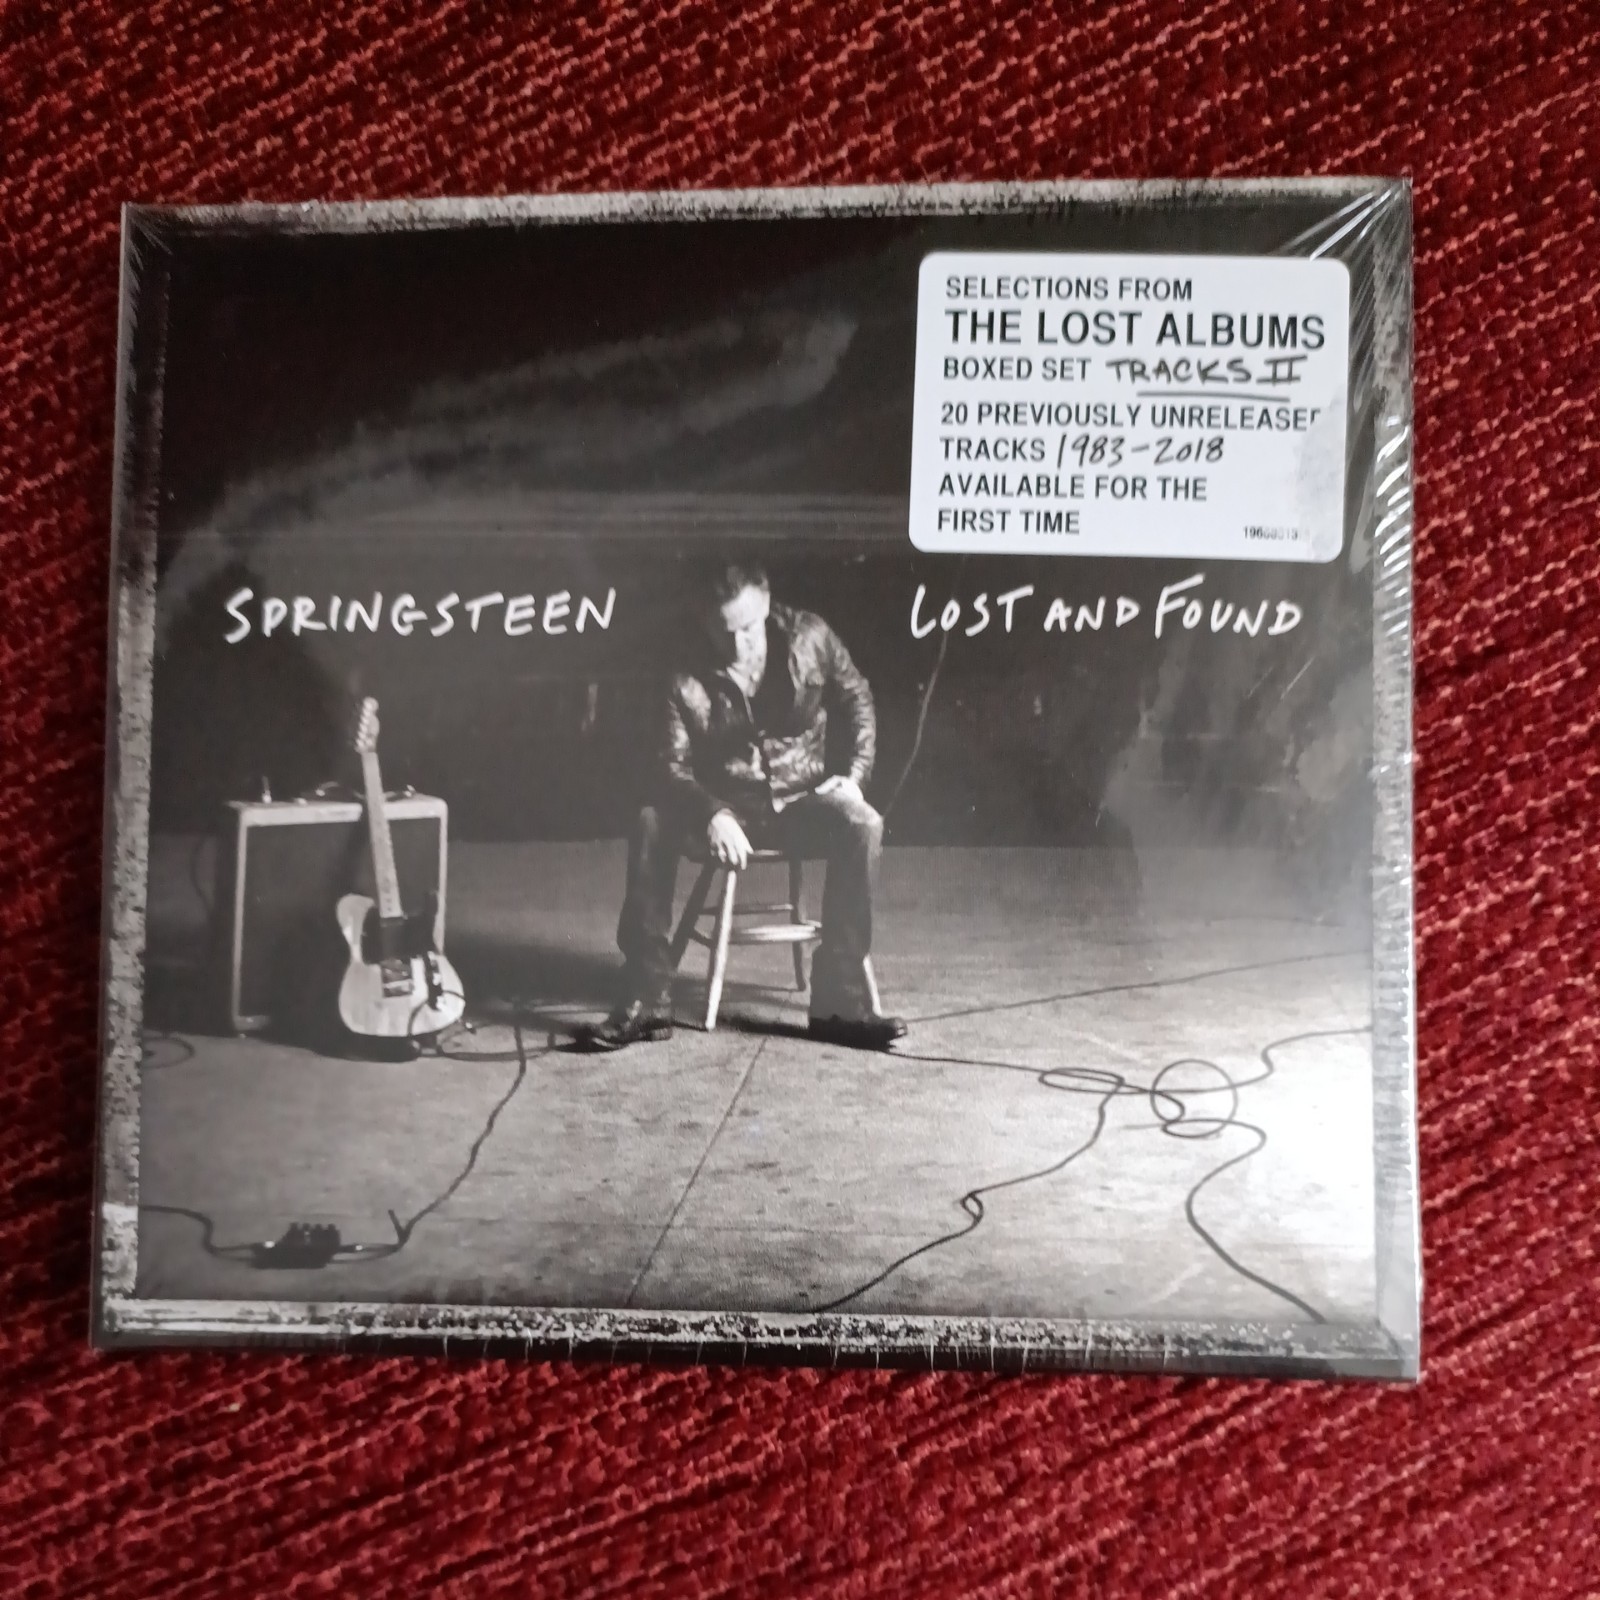 SELECTIONS FROM
THE LOST ALBUMS
BOXED SET TRACKS II
20 PREVIOUSLY UNRELEASED
TRACKS 1983-2018
AVAILABLE FOR THE
FIRST TIME
SPRINGSTEEN LOST AND FOUND